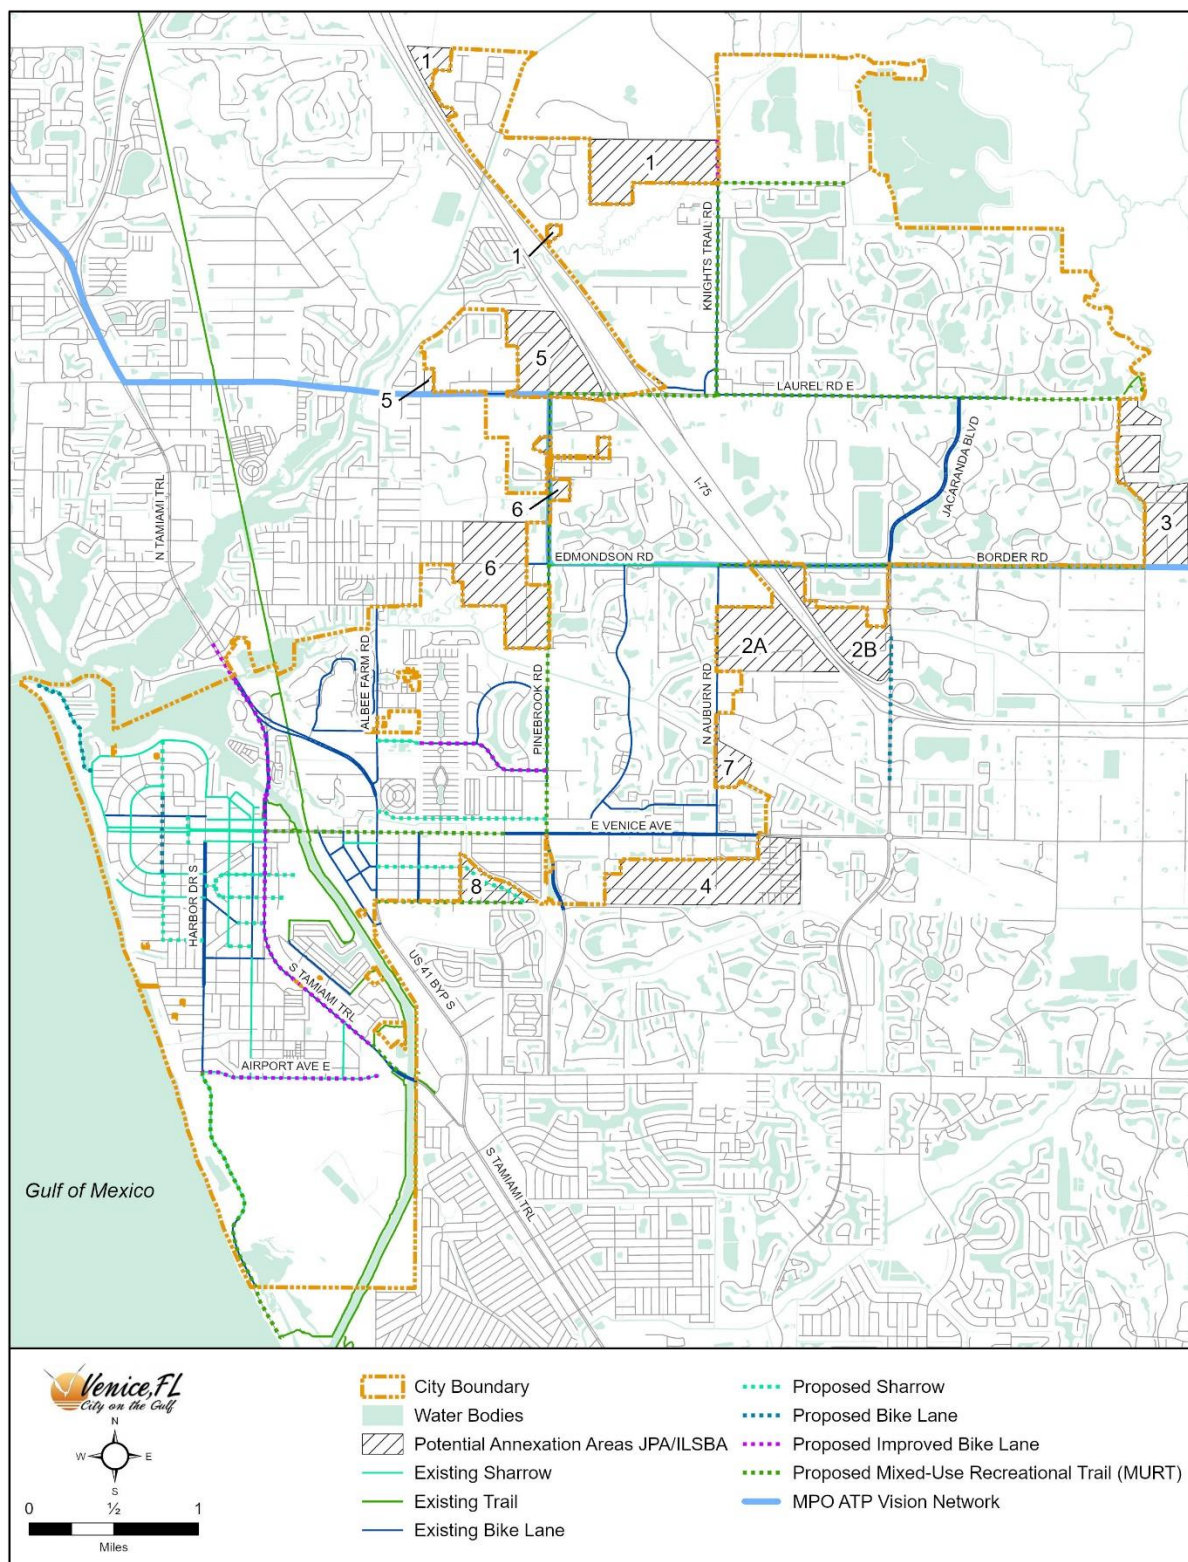 1
1
1
KNIGHTS TRAIL RD
5
5
LAUREL RD E
N TAMIAMI TRL
I-75
JACARANDA BLVD
6
3
EDMONDSON RD
BORDER RD
6
ALBEE FARM RD
PINEBROOK RD
N AUBURN RD
2A
2B
7
E VENICE AVE
HARBOR DR S
8
4
S TAMIAMI TRL
US 41 BYP S
AIRPORT AVE E
S TAMIAMI TRL
Gulf of Mexico
Venice, FL
City on the Gulf
N
W
E
S
0 ½ 1
Miles
City Boundary
Water Bodies
Potential Annexation Areas JPA/ILSBA
Existing Sharrow
Existing Trail
Existing Bike Lane
Proposed Sharrow
Proposed Bike Lane
Proposed Improved Bike Lane
Proposed Mixed-Use Recreational Trail (MURT)
MPO ATP Vision Network